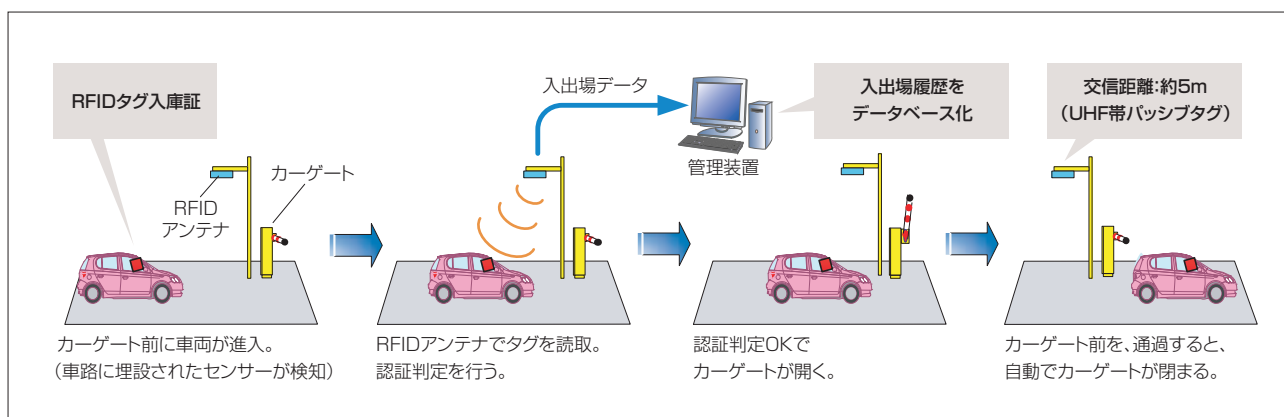 RFIDタグ入庫証
RFID
アンテナ
カーゲート
カーゲート前に車両が進入。
（車路に埋設されたセンサーが検知）
入出場データ
管理装置
RFIDアンテナでタグを読取。
認証判定を行う。
入出場履歴を
データベース化
認証判定OKで
カーゲートが開く。
交信距離：約5m
（UHF帯パッシブタグ）
カーゲート前を、通過すると、
自動でカーゲートが閉まる。